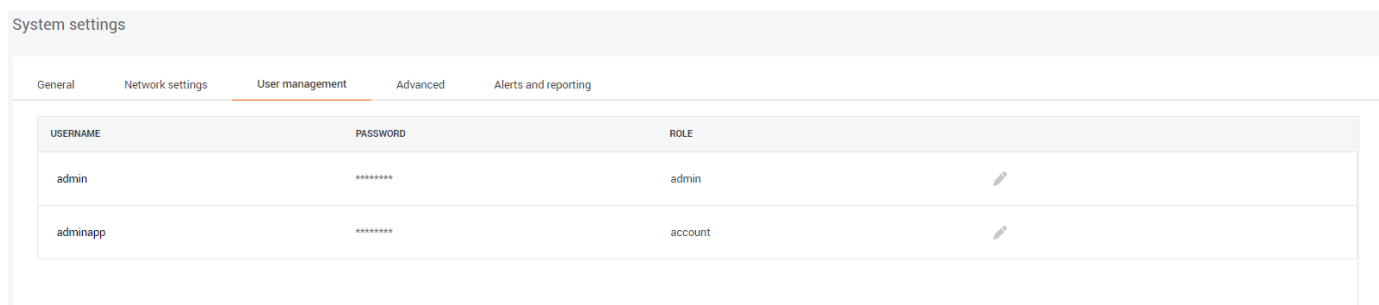 System settings
General Network settings User management Advanced Alerts and reporting
USERNAME PASSWORD ROLE
admin ******** admin
adminapp ******** account